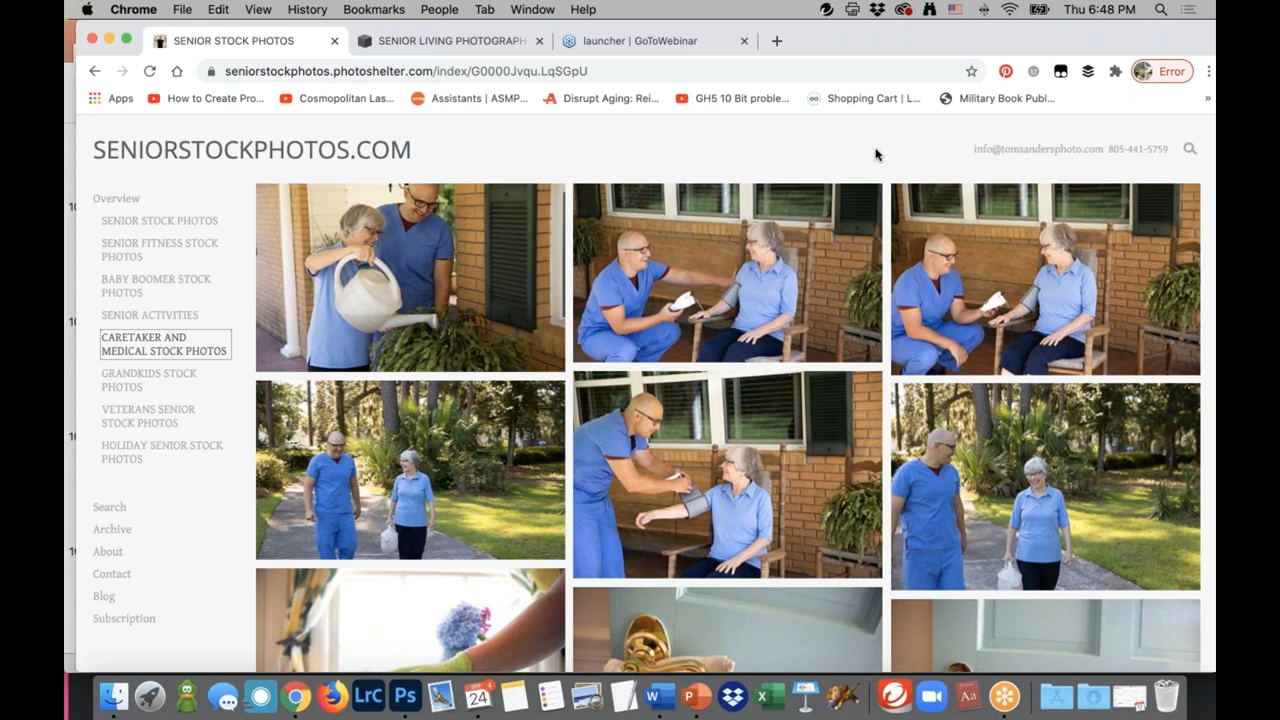 Chrome File Edit View History Bookmarks People Tab Window Help Thu 6:48 PM
SENIOR STOCK PHOTOS SENIOR LIVING PHOTOGRAPH launcher | GoToWebinar
seniorstockphotos.photoshelter.com/index/G0000Jvqu.LqSGpU Error
Apps How to Create Pro... Cosmopolitan Las... Assistants | ASMP... Disrupt Aging: Rei... GH5 10 Bit proble... Shopping Cart | L... Military Book Publ... »
SENIORSTOCKPHOTOS.COM
info@tomsandersphoto.com 805-441-5759
Overview
SENIOR STOCK PHOTOS
SENIOR FITNESS STOCK
PHOTOS
BABY BOOMER STOCK
PHOTOS
SENIOR ACTIVITIES
CARETAKER AND
MEDICAL STOCK PHOTOS
GRANDKIDS STOCK
PHOTOS
VETERANS SENIOR
STOCK PHOTOS
HOLIDAY SENIOR STOCK
PHOTOS
Search
Archive
About
Contact
Blog
Subscription
LrC Ps 24 W P X Aa